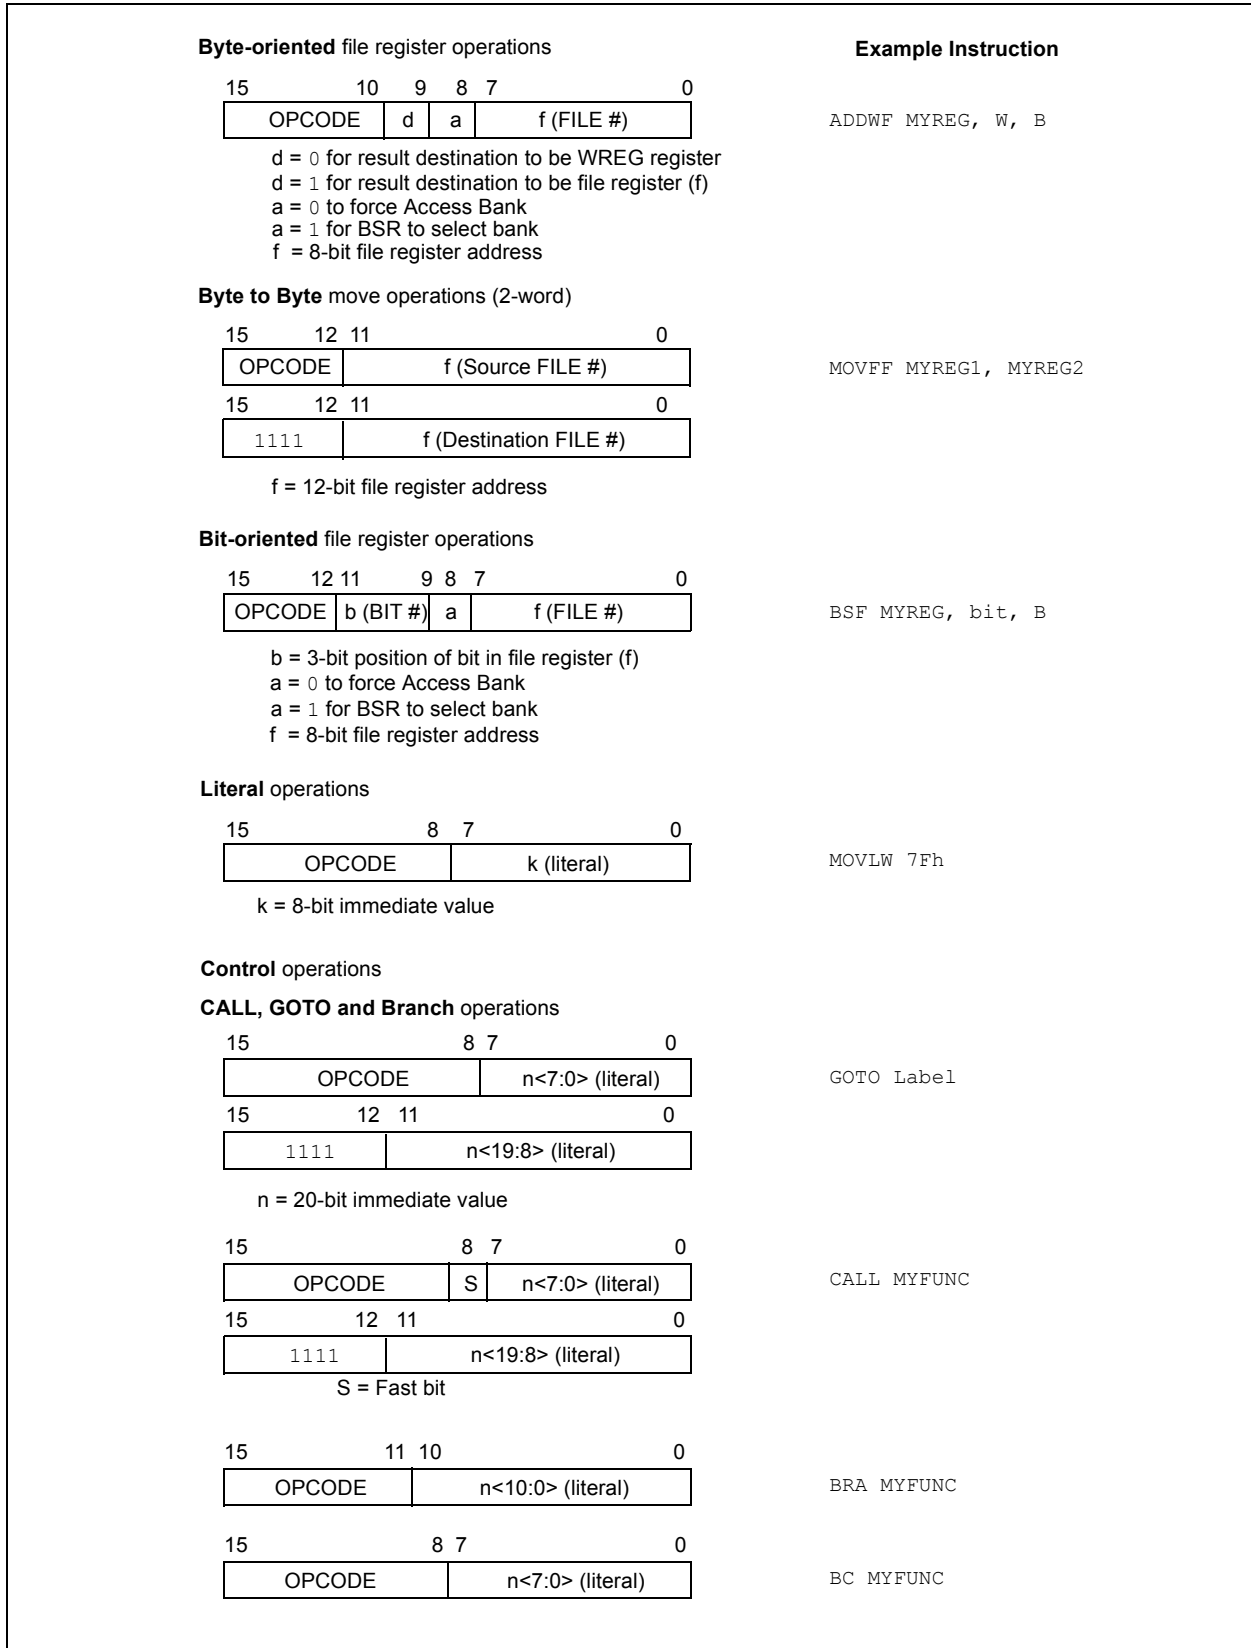 Byte-oriented file register operations Example Instruction
15 10 9 8 7 0
OPCODE d a f (FILE #) ADDWF MYREG, W, B
d = 0 for result destination to be WREG register
d = 1 for result destination to be file register (f)
a = 0 to force Access Bank
a = 1 for BSR to select bank
f = 8-bit file register address
Byte to Byte move operations (2-word)
15 12 11 0
OPCODE f (Source FILE #) MOVFF MYREG1, MYREG2
15 12 11 0
1111 f (Destination FILE #)
f = 12-bit file register address
Bit-oriented file register operations
15 12 11 9 8 7 0
OPCODE b (BIT #) a f (FILE #) BSF MYREG, bit, B
b = 3-bit position of bit in file register (f)
a = 0 to force Access Bank
a = 1 for BSR to select bank
f = 8-bit file register address
Literal operations
15 8 7 0
OPCODE k (literal) MOVLW 7Fh
k = 8-bit immediate value
Control operations
CALL, GOTO and Branch operations
15 8 7 0
OPCODE n<7:0> (literal) GOTO Label
15 12 11 0
1111 n<19:8> (literal)
n = 20-bit immediate value
15 8 7 0
OPCODE S n<7:0> (literal) CALL MYFUNC
15 12 11 0
1111 n<19:8> (literal)
S = Fast bit
15 11 10 0
OPCODE n<10:0> (literal) BRA MYFUNC
15 8 7 0
OPCODE n<7:0> (literal) BC MYFUNC